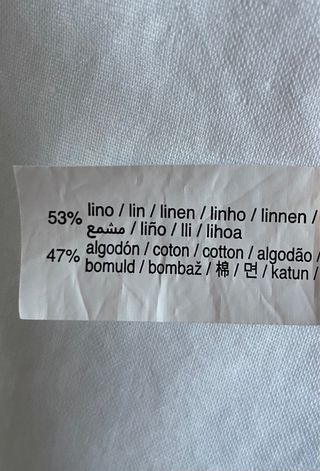 53% lino / lin / linen / linho / linnen /
مشمع / liño / lli / lihoa
47% algodón / coton / cotton / algodão /
bomuld / bombaž / 棉 / 면 / katun /